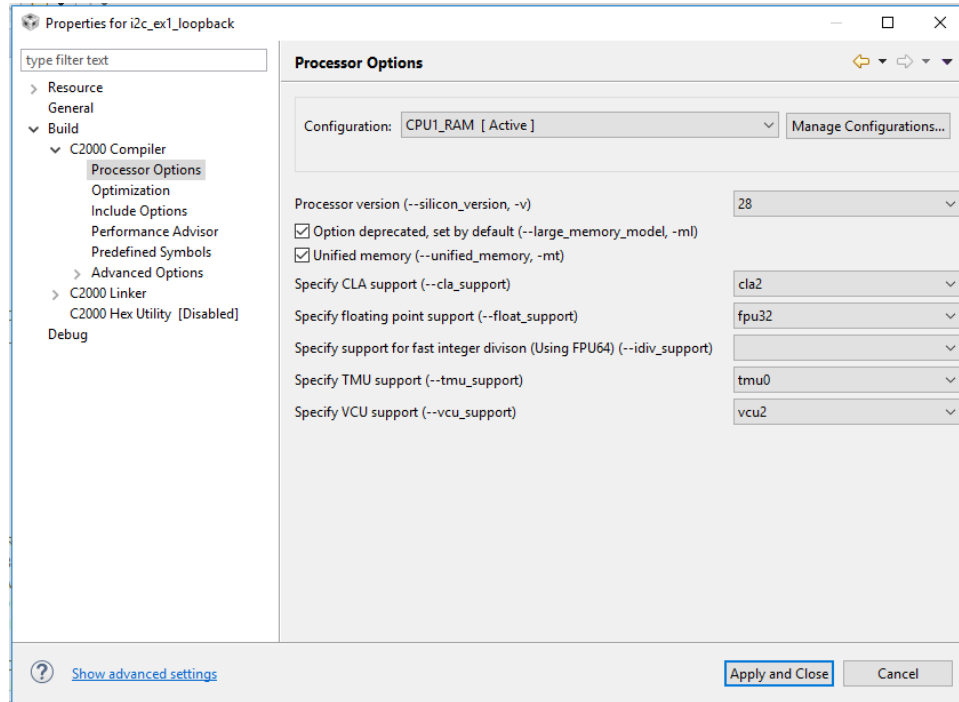 Properties for i2c_ex1_loopback
type filter text
Resource
General
Build
C2000 Compiler
Processor Options
Optimization
Include Options
Performance Advisor
Predefined Symbols
Advanced Options
C2000 Linker
C2000 Hex Utility [Disabled]
Debug
Processor Options
Configuration: CPU1_RAM [ Active ] Manage Configurations...
Processor version (--silicon_version, -v) 28
Option deprecated, set by default (--large_memory_model, -ml)
Unified memory (--unified_memory, -mt)
Specify CLA support (--cla_support) cla2
Specify floating point support (--float_support) fpu32
Specify support for fast integer divison (Using FPU64) (--idiv_support)
Specify TMU support (--tmu_support) tmu0
Specify VCU support (--vcu_support) vcu2
? Show advanced settings Apply and Close Cancel